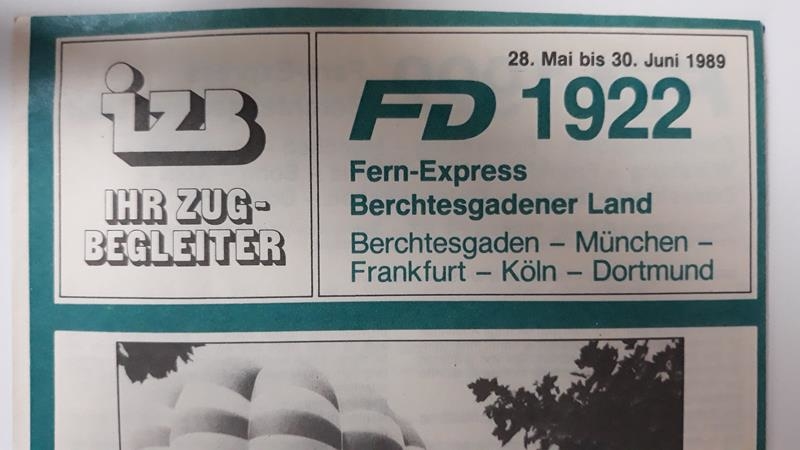 izB
IHR ZUG-
BEGLEITER
28. Mai bis 30. Juni 1989
FD 1922
Fern-Express
Berchtesgadener Land
Berchtesgaden – München –
Frankfurt – Köln – Dortmund